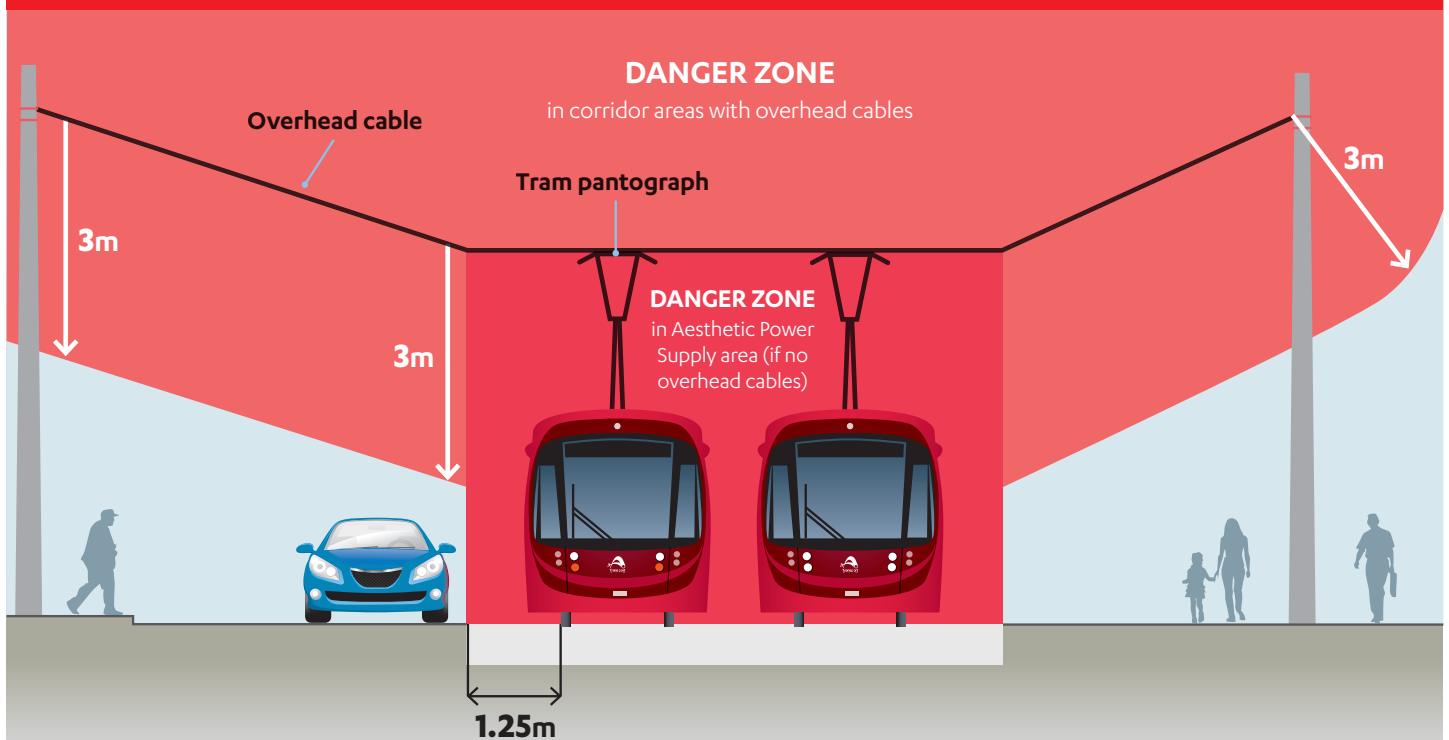 DANGER ZONE
in corridor areas with overhead cables
Overhead cable
3m
Tram pantograph
3m
DANGER ZONE
in Aesthetic Power
Supply area (if no
overhead cables)
3m
1.25m